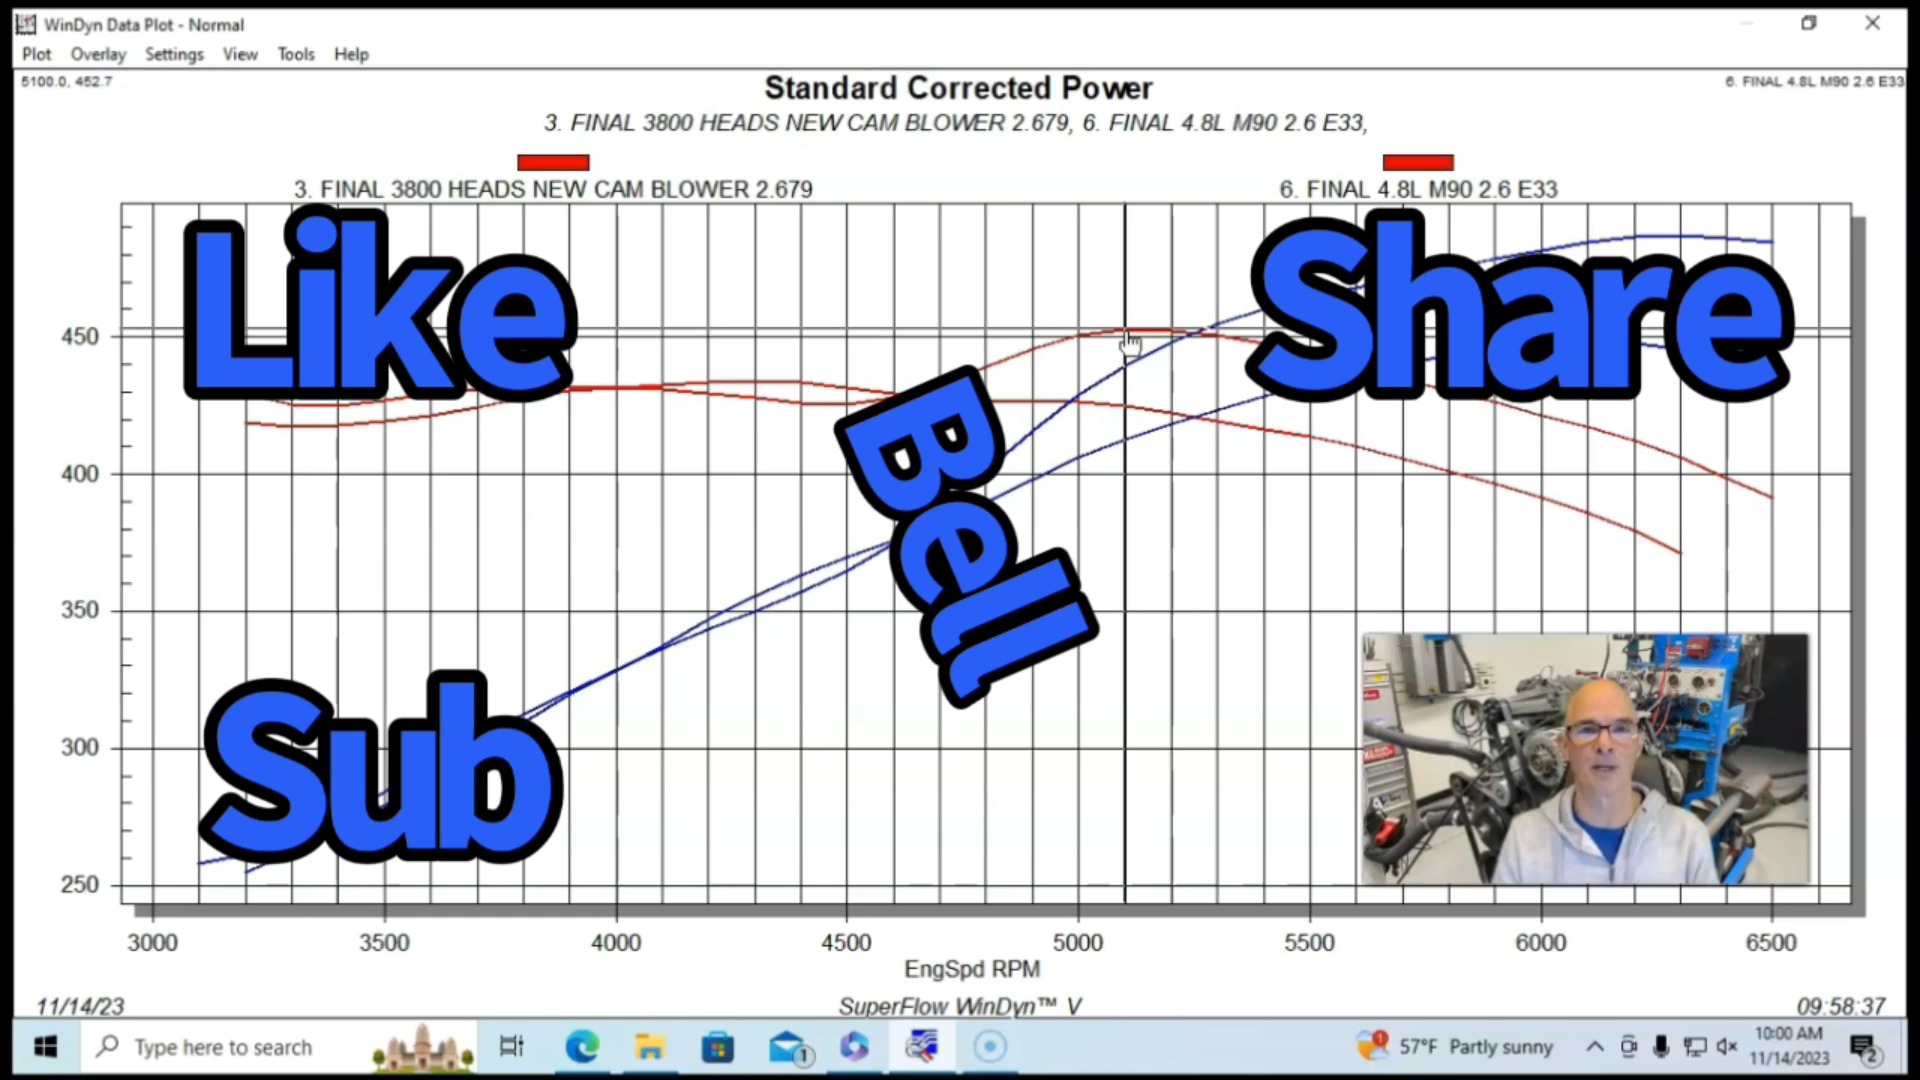 WinDyn Data Plot - Normal
Plot Overlay Settings View Tools Help
5100.0, 452.7
Standard Corrected Power
6. FINAL 4.8L M90 2.6 E33
3. FINAL 3800 HEADS NEW CAM BLOWER 2.679, 6. FINAL 4.8L M90 2.6 E33,
3. FINAL 3800 HEADS NEW CAM BLOWER 2.679
6. FINAL 4.8L M90 2.6 E33
Like
Share
Bell
Sub
450
400
350
300
250
3000 3500 4000 4500 5000 5500 6000 6500
EngSpd RPM
11/14/23
SuperFlow WinDyn™ V
09:58:37
Type here to search
1
1
57°F Partly sunny
10:00 AM
11/14/2023
2